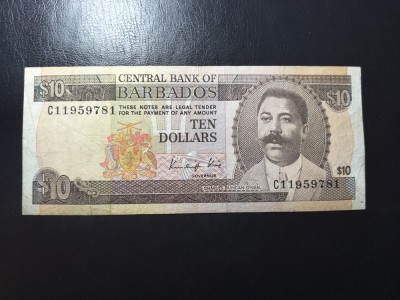 $10
CENTRAL BANK OF
BARBADOS
$10
C11959781
THESE NOTES ARE LEGAL TENDER
FOR THE PAYMENT OF ANY AMOUNT
TEN
DOLLARS
$10
GOVERNOR
$10
C11959781